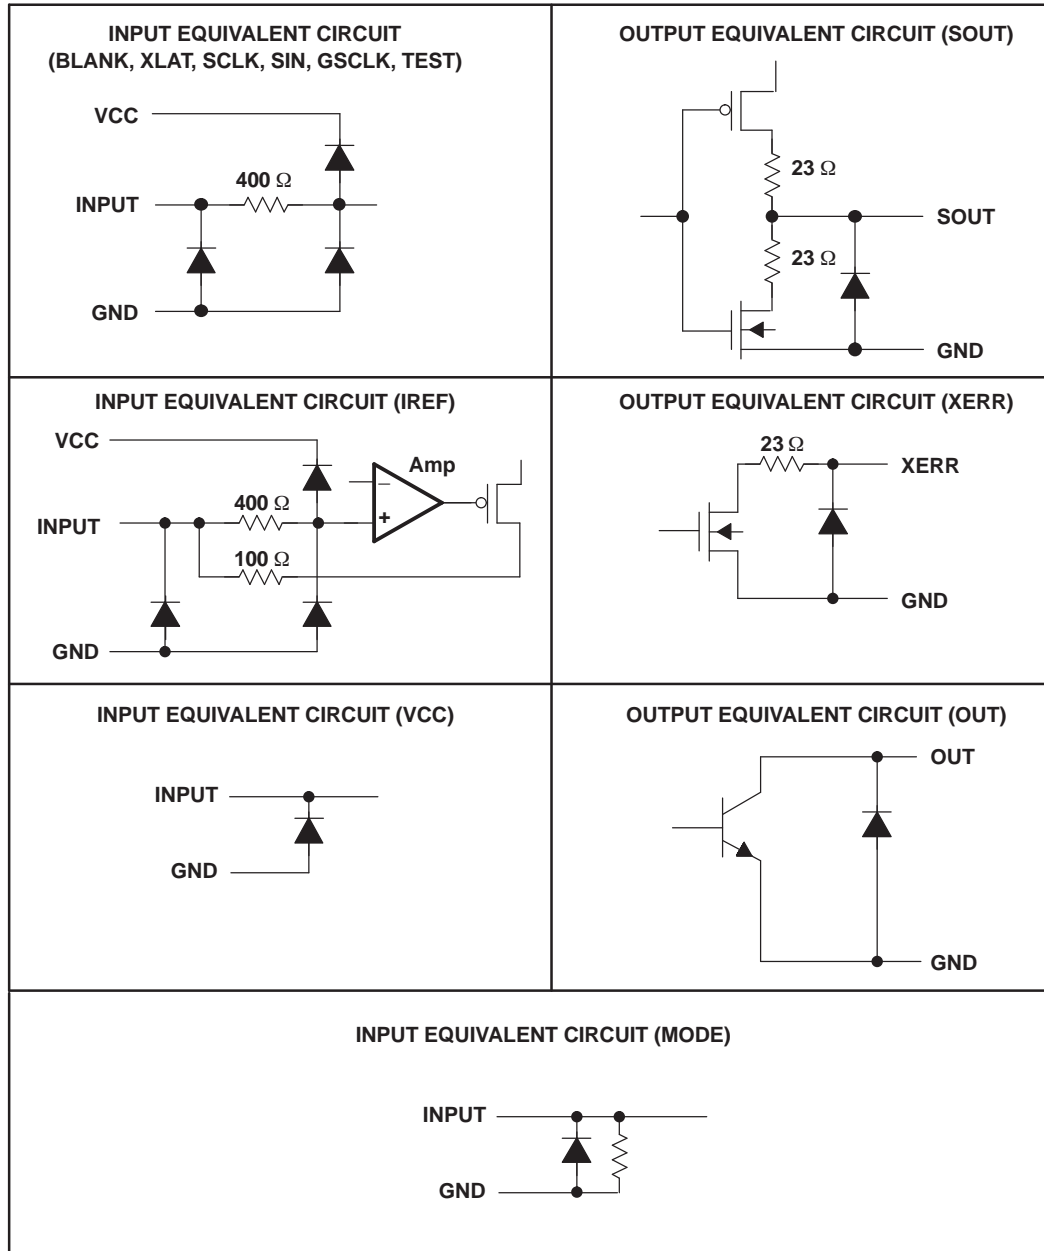 INPUT EQUIVALENT CIRCUIT
(BLANK, XLAT, SCLK, SIN, GSCLK, TEST)
VCC
400 Ω
INPUT
GND
OUTPUT EQUIVALENT CIRCUIT (SOUT)
23 Ω
SOUT
23 Ω
GND
INPUT EQUIVALENT CIRCUIT (IREF)
VCC
Amp
−
400 Ω
INPUT
+
100 Ω
GND
OUTPUT EQUIVALENT CIRCUIT (XERR)
23 Ω
XERR
GND
INPUT EQUIVALENT CIRCUIT (VCC)
INPUT
GND
OUTPUT EQUIVALENT CIRCUIT (OUT)
OUT
GND
INPUT EQUIVALENT CIRCUIT (MODE)
INPUT
GND